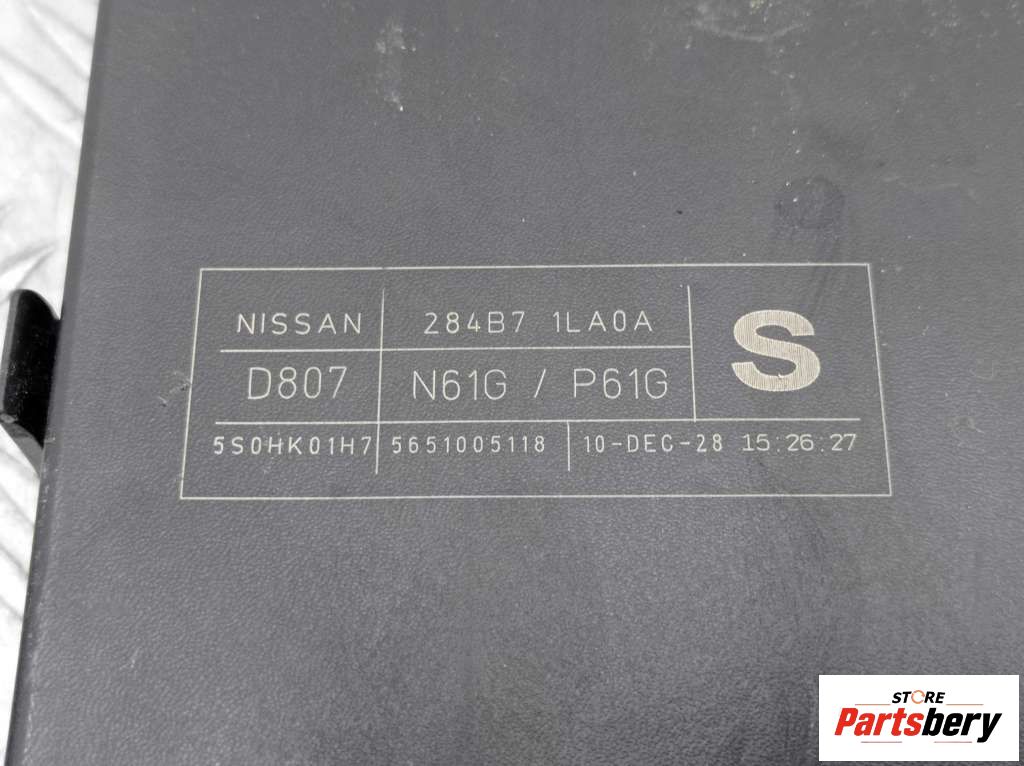 NISSAN 284B7 1LA0A S
D807 N61G / P61G
5S0HK01H7 5651005118 10-DEC-28 15:26:27
STORE
Partsbery